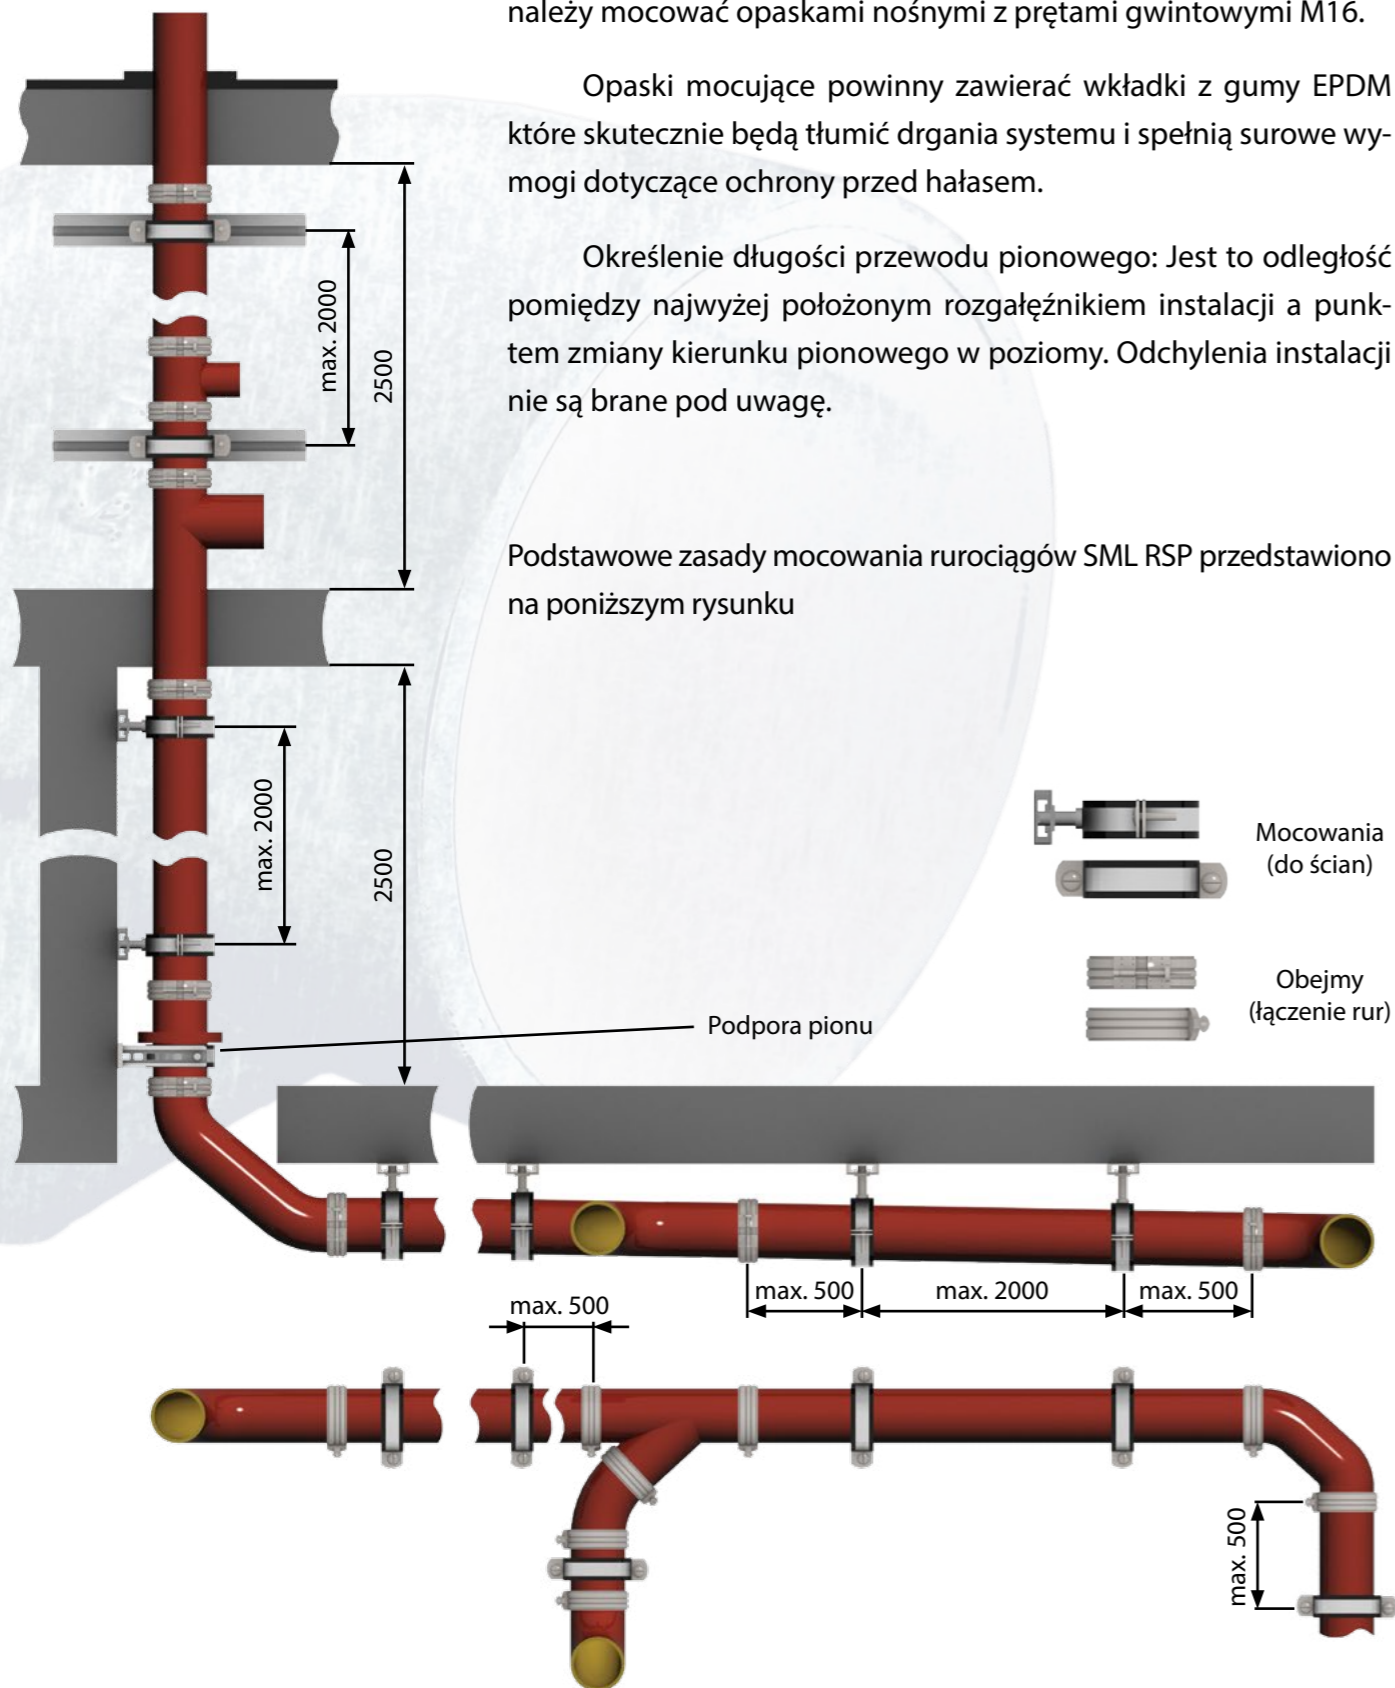 należy mocować opaskami nośnymi z prętami gwintowymi M16.
Opaski mocujące powinny zawierać wkładki z gumy EPDM
które skutecznie będą tłumić drgania systemu i spełnią surowe wy-
mogi dotyczące ochrony przed hałasem.
Określenie długości przewodu pionowego: Jest to odległość
pomiędzy najwyżej położonym rozgałęźnikiem instalacji a punk-
tem zmiany kierunku pionowego w poziomy. Odchylenia instalacji
nie są brane pod uwagę.
Podstawowe zasady mocowania rurociągów SML RSP przedstawiono
na poniższym rysunku
max. 2000
2500
max. 2000
2500
Mocowania
(do ścian)
Obejmy
(łączenie rur)
Podpora pionu
max. 500
max. 2000
max. 500
max. 500
max. 500